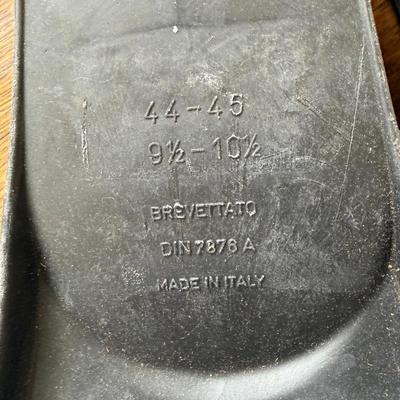 44-45
9½-10½
BREVETTATO
DIN 7876 A
MADE IN ITALY